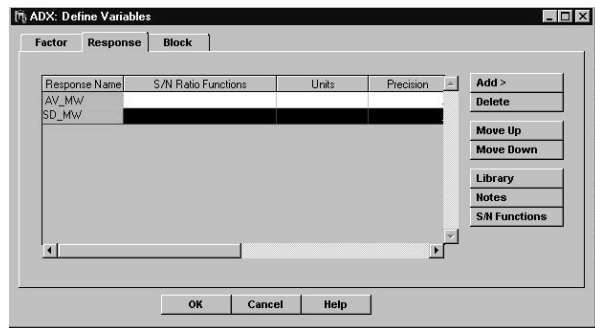 ADX: Define Variables
Factor Response Block
Response Name S/N Ratio Functions Units Precision
AV_MW
SD_MW
Add >
Delete
Move Up
Move Down
Library
Notes
S/N Functions
OK Cancel Help